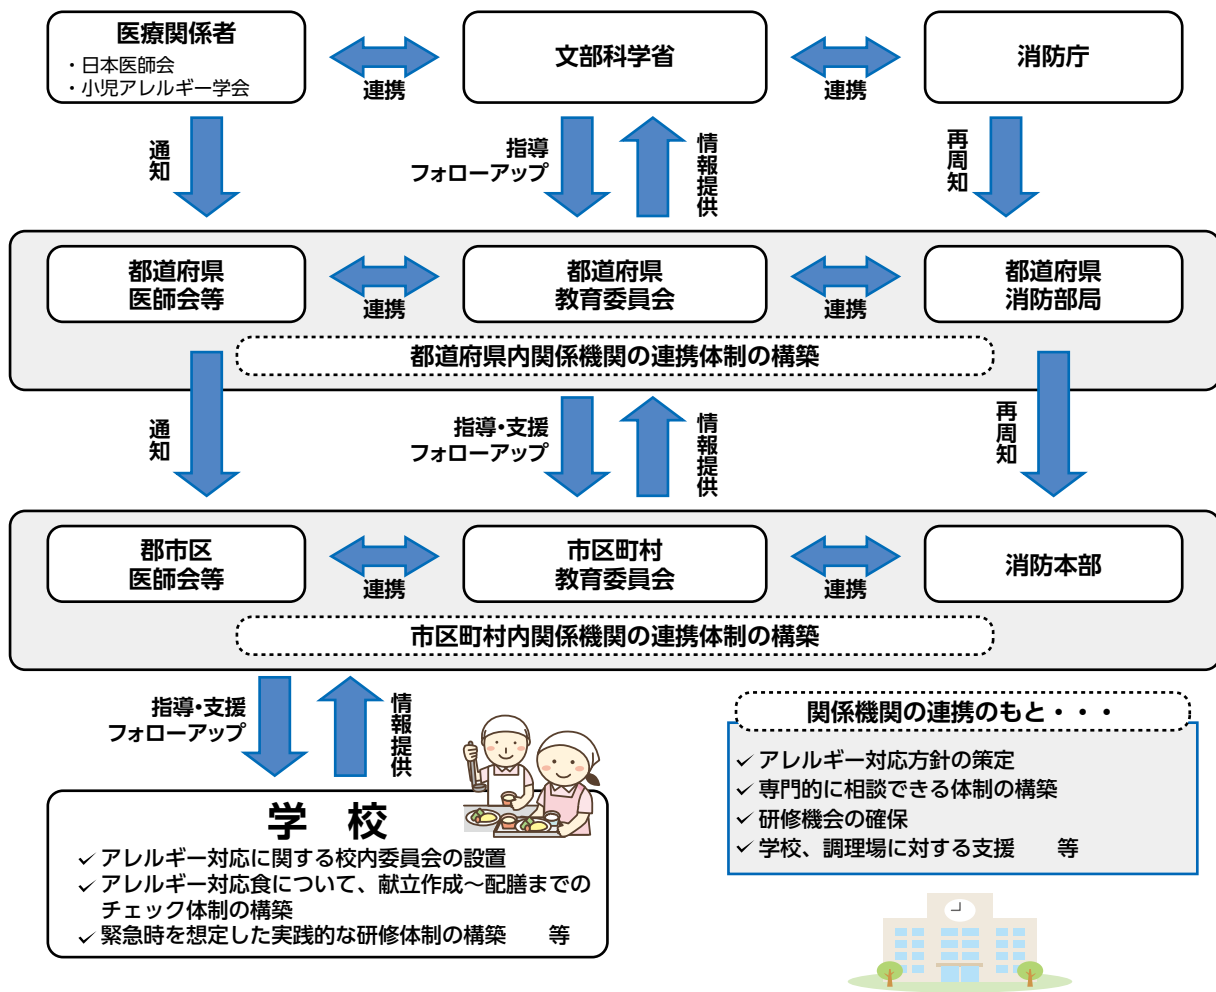 医療関係者
・日本医師会
・小児アレルギー学会
連携
文部科学省
連携
消防庁
通知
指導
フォローアップ
情報提供
再周知
都道府県
医師会等
連携
都道府県
教育委員会
連携
都道府県
消防部局
都道府県内関係機関の連携体制の構築
通知
指導・支援
フォローアップ
情報提供
再周知
郡市区
医師会等
連携
市区町村
教育委員会
連携
消防本部
市区町村内関係機関の連携体制の構築
指導・支援
フォローアップ
情報提供
学　校
✓ アレルギー対応に関する校内委員会の設置
✓ アレルギー対応食について、献立作成〜配膳までの
チェック体制の構築
✓ 緊急時を想定した実践的な研修体制の構築　等
関係機関の連携のもと・・・
✓ アレルギー対応方針の策定
✓ 専門的に相談できる体制の構築
✓ 研修機会の確保
✓ 学校、調理場に対する支援　等